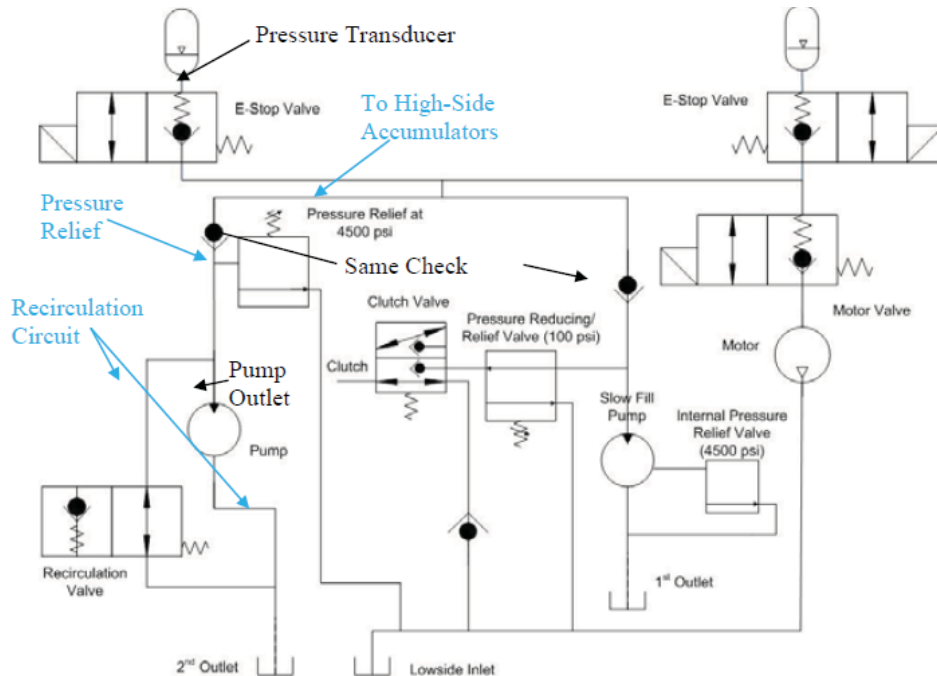 Pressure Transducer
E-Stop Valve
E-Stop Valve
To High-Side
Accumulators
Pressure
Relief
Pressure Relief at
4500 psi
Same Check
Recirculation
Circuit
Clutch Valve
Pressure Reducing/
Relief Valve (100 psi)
Motor Valve
Motor
Clutch
Pump
Outlet
Slow Fill
Pump
Internal Pressure
Relief Valve
(4500 psi)
Pump
Recirculation
Valve
1st Outlet
2nd Outlet
Lowside Inlet